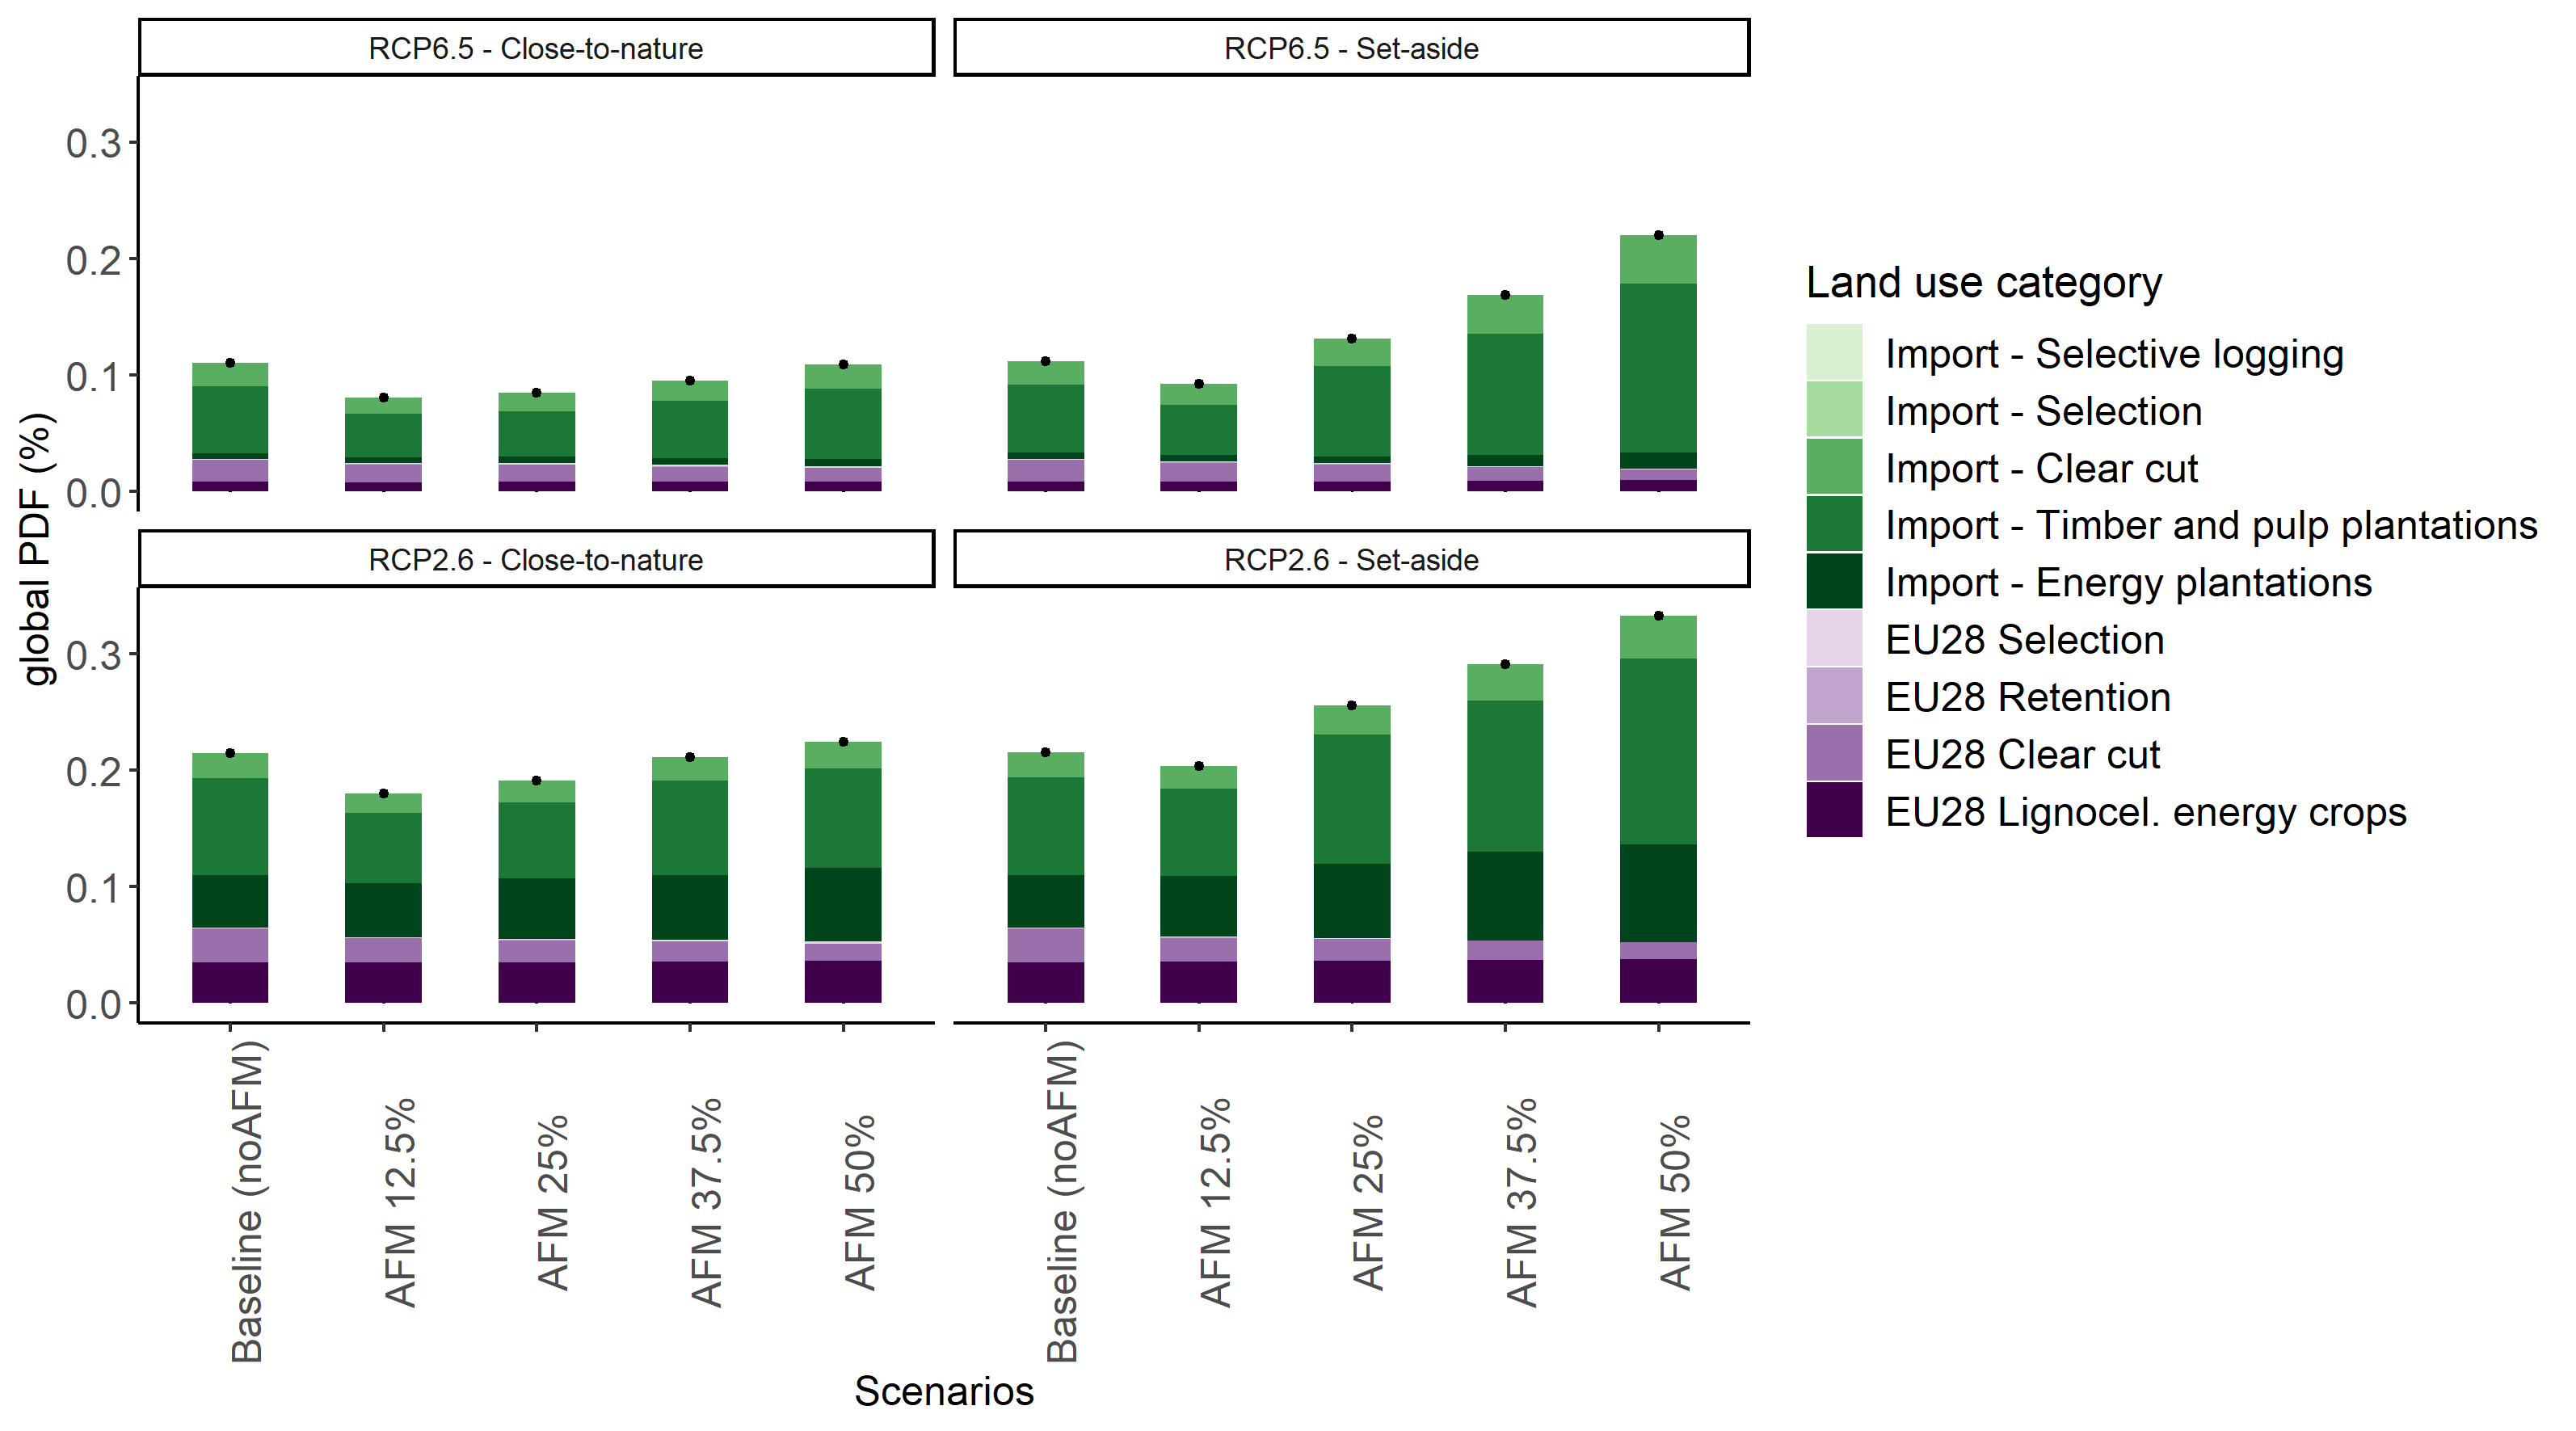 RCP6.5 - Close-to-nature
RCP6.5 - Set-aside
0.3
0.2
0.1
0.0
RCP2.6 - Close-to-nature
RCP2.6 - Set-aside
0.3
0.2
0.1
0.0
global PDF (%)
Baseline (noAFM)
AFM 12.5%
AFM 25%
AFM 37.5%
AFM 50%
Baseline (noAFM)
AFM 12.5%
AFM 25%
AFM 37.5%
AFM 50%
Scenarios
Land use category
Import - Selective logging
Import - Selection
Import - Clear cut
Import - Timber and pulp plantations
Import - Energy plantations
EU28 Selection
EU28 Retention
EU28 Clear cut
EU28 Lignocel. energy crops